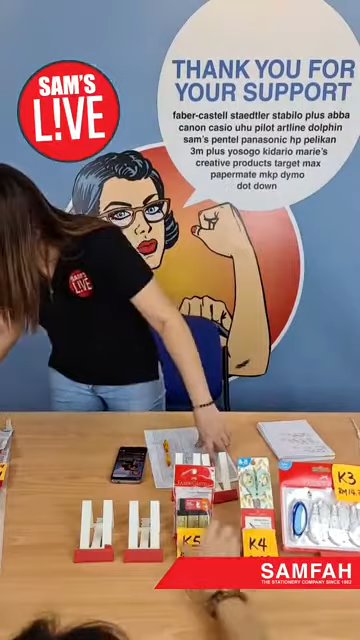 SAM'S
L!VE
THANK YOU FOR
YOUR SUPPORT
faber-castell staedtler stabilo plus abba
canon casio uhu pilot artline dolphin
sam's pentel panasonic hp pelikan
3m plus yosogo kidario marie's
creative products target max
papermate mkp dymo
dot down
SAM'S
L!VE
K3
K5
K4
SAMFAH
THE STATIONERY COMPANY SINCE 1982